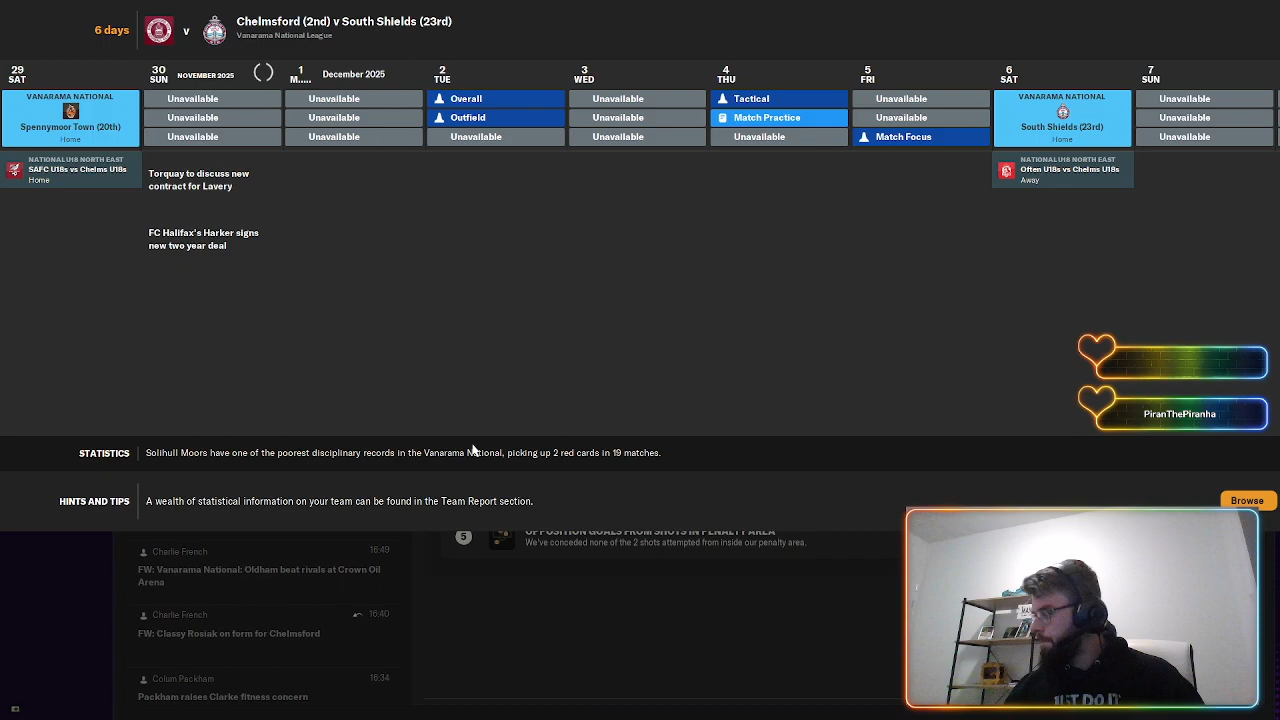 6 days
v
Chelmsford (2nd) v South Shields (23rd)
Vanarama National League
29
SAT
30
SUN
NOVEMBER 2025
1
M.....
December 2025
2
TUE
3
WED
4
THU
5
FRI
6
SAT
7
SUN
VANARAMA NATIONAL
Spennymoor Town (20th)
Home
Unavailable
Unavailable
Unavailable
Unavailable
Unavailable
Unavailable
Overall
Outfield
Unavailable
Unavailable
Unavailable
Unavailable
Tactical
Match Practice
Unavailable
Unavailable
Unavailable
Match Focus
VANARAMA NATIONAL
South Shields (23rd)
Home
Unavailable
Unavailable
Unavailable
NATIONAL U18 NORTH EAST
SAFC U18s vs Chelms U18s
Home
Torquay to discuss new
contract for Lavery
FC Halifax's Harker signs
new two year deal
NATIONAL U18 NORTH EAST
Often U18s vs Chelms U18s
Away
PiranThePiranha
STATISTICS
Solihull Moors have one of the poorest disciplinary records in the Vanarama National, picking up 2 red cards in 19 matches.
HINTS AND TIPS
A wealth of statistical information on your team can be found in the Team Report section.
Browse
5
OPPOSITION GOALS FROM SHOTS IN PENALTY AREA
We've conceded none of the 2 shots attempted from inside our penalty area.
Charlie French
16:49
FW: Vanarama National: Oldham beat rivals at Crown Oil
Arena
Charlie French
16:40
FW: Classy Rosiak on form for Chelmsford
Colum Packham
16:34
Packham raises Clarke fitness concern
JUST DO IT